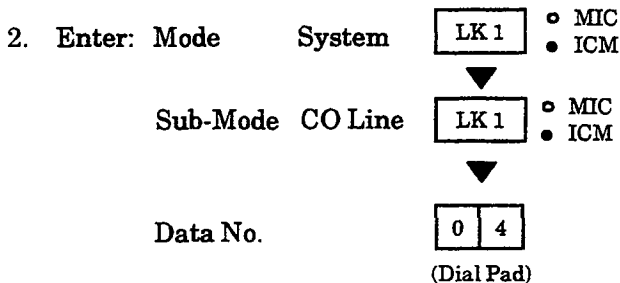 2. Enter: Mode System LK 1 MIC
ICM
Sub-Mode CO Line LK 1 MIC
ICM
Data No. 0 4
(Dial Pad)